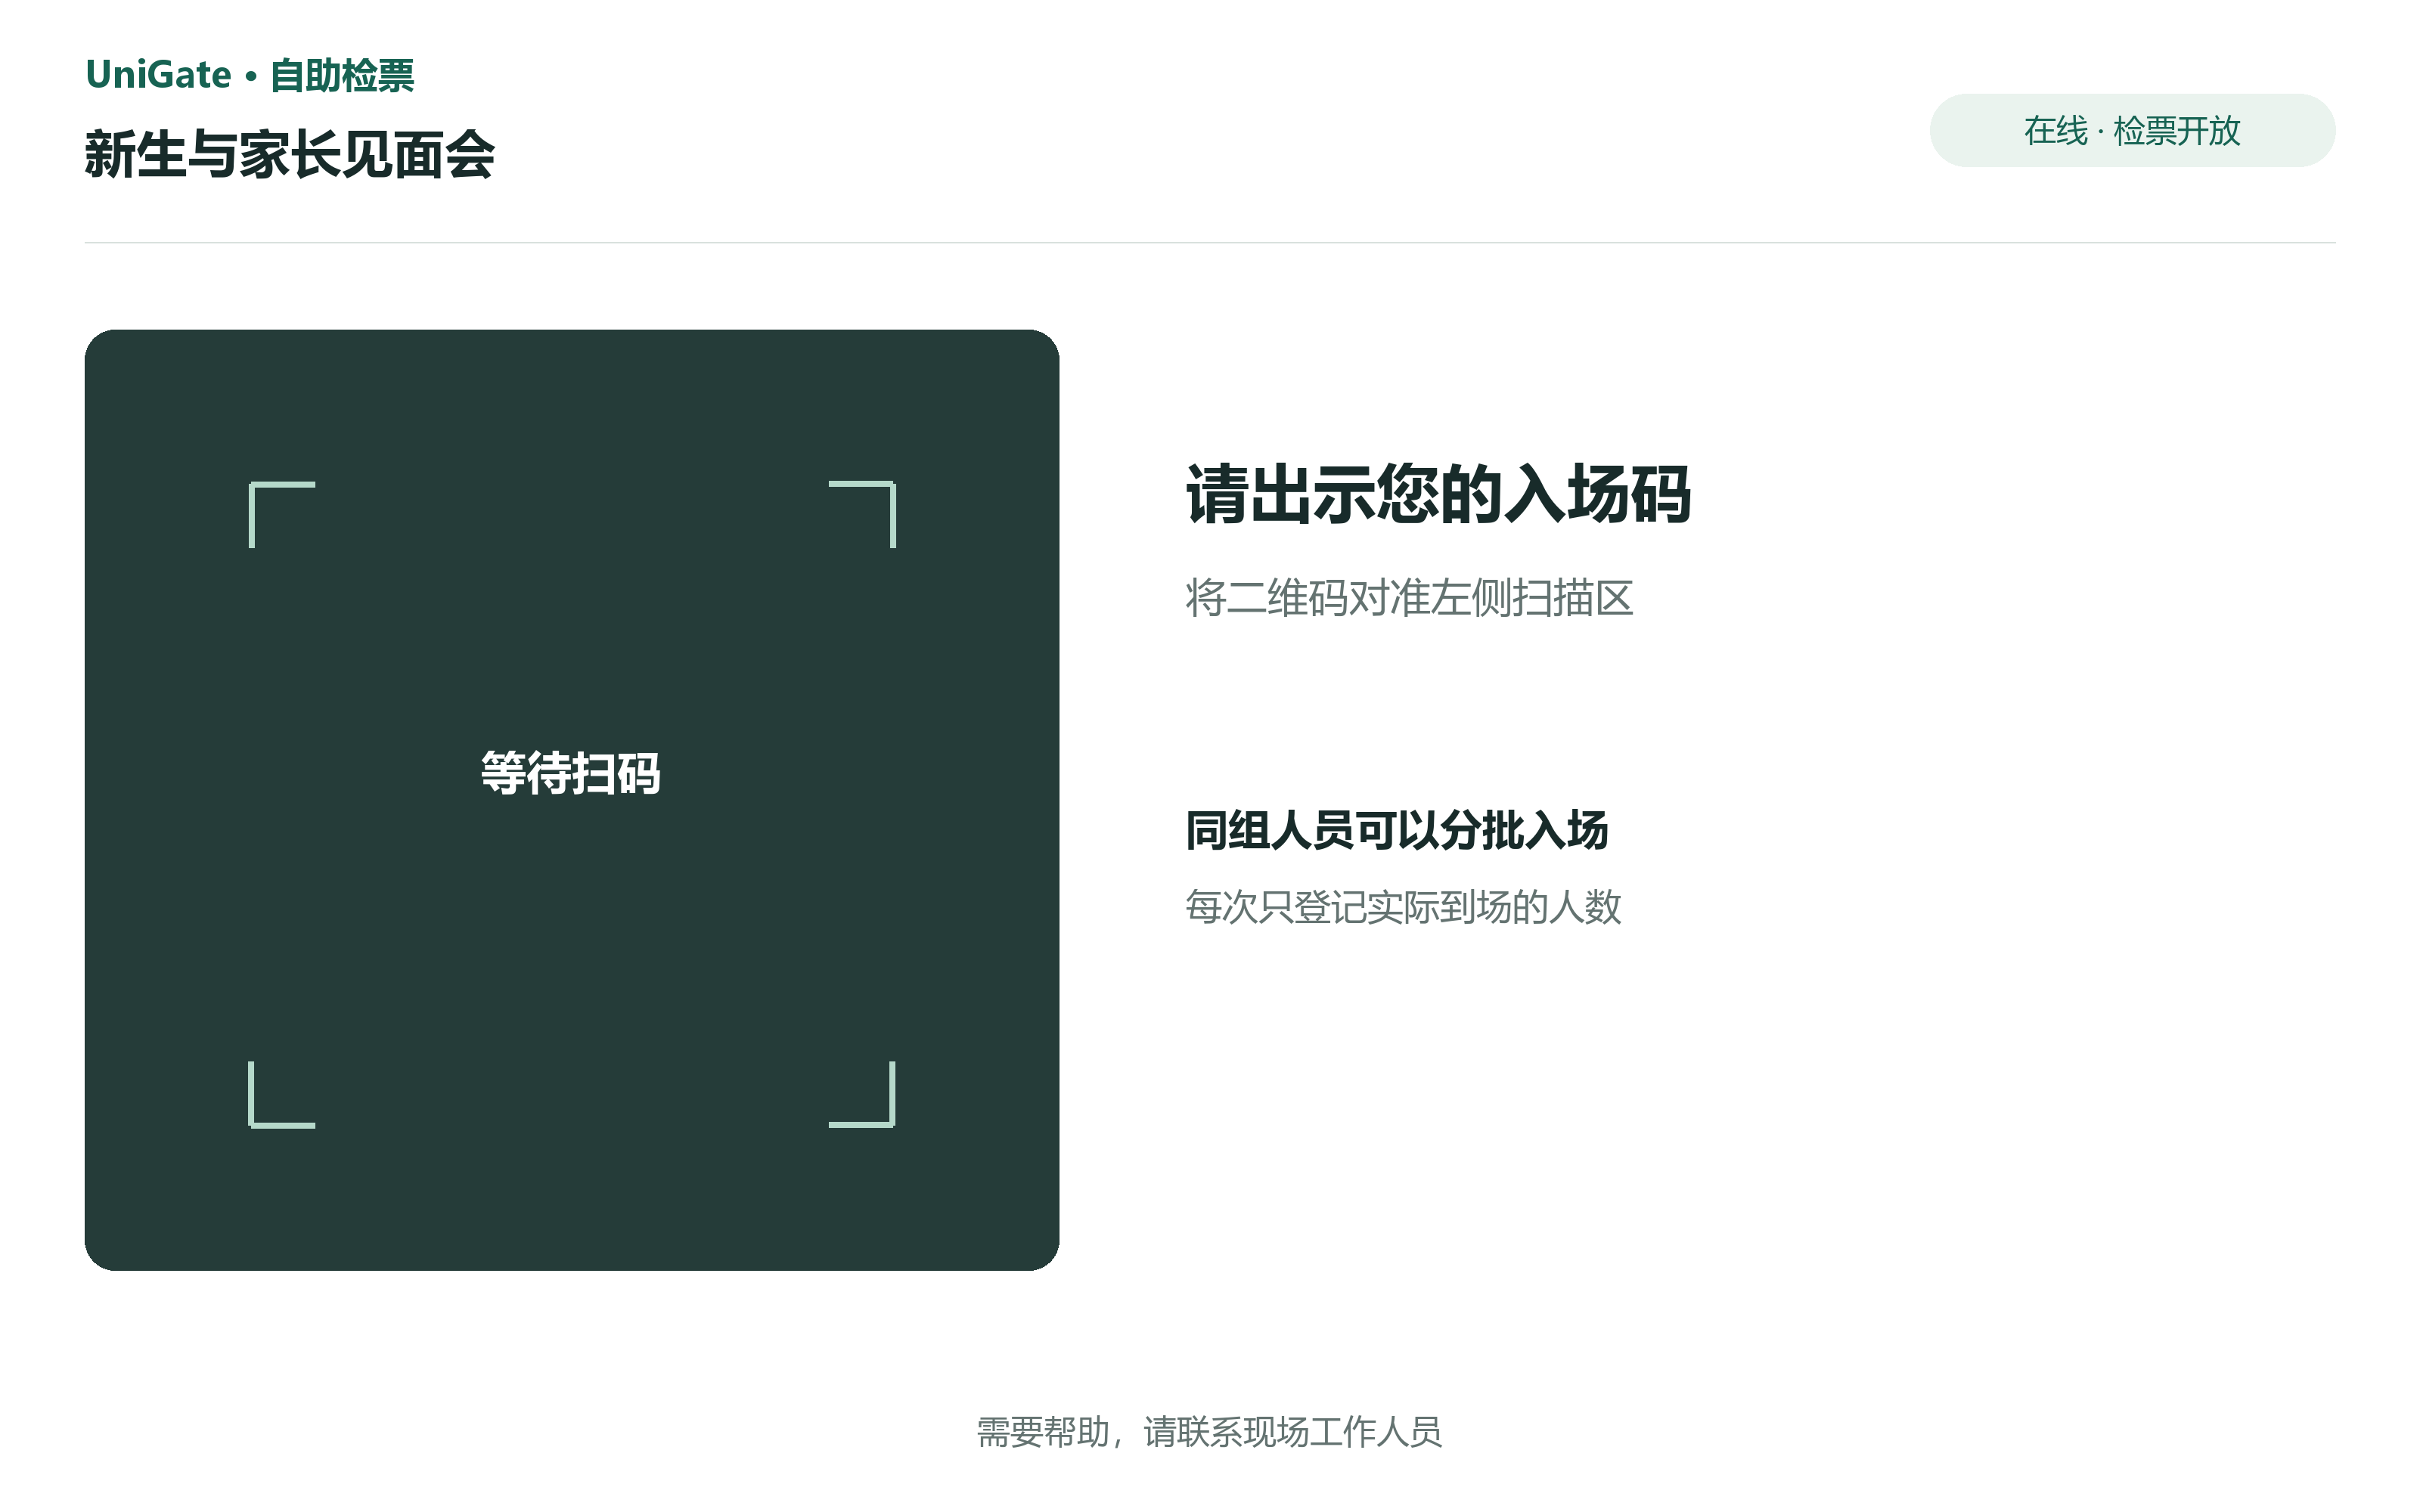 UniGate • 自助检票
新生与家长见面会
在线 · 检票开放
请出示您的入场码
将二维码对准左侧扫描区
等待扫码
同组人员可以分批入场
每次只登记实际到场的人数
需要帮助，请联系现场工作人员